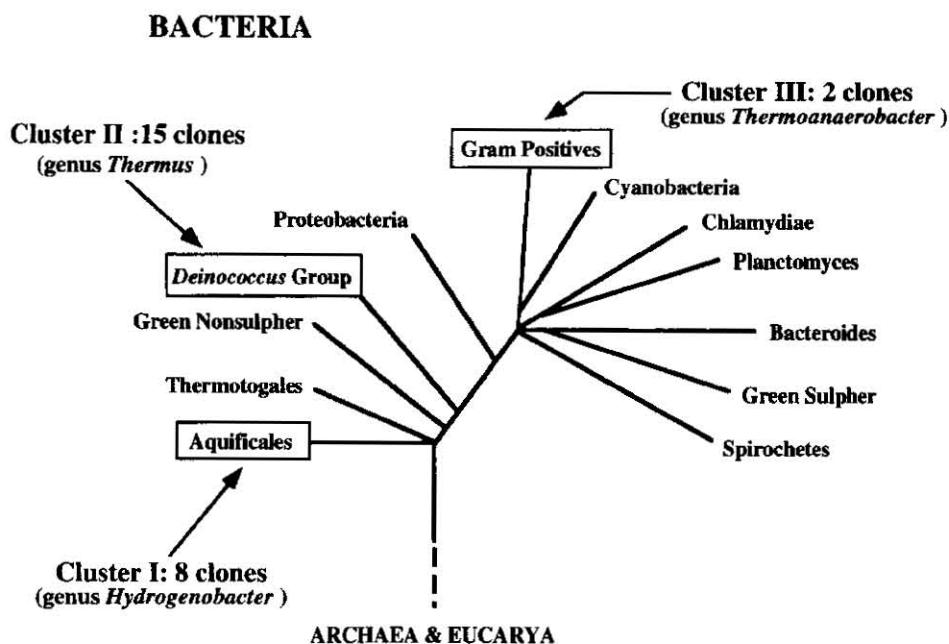 BACTERIA
Cluster III: 2 clones
(genus Thermoanaerobacter )
Cluster II :15 clones
(genus Thermus )
Gram Positives
Cyanobacteria
Proteobacteria
Chlamydiae
Planctomyces
Deinococcus Group
Green Nonsulpher
Bacteroides
Thermotogales
Green Sulpher
Aquificales
Spirochetes
Cluster I: 8 clones
(genus Hydrogenobacter )
ARCHAEA & EUCARYA